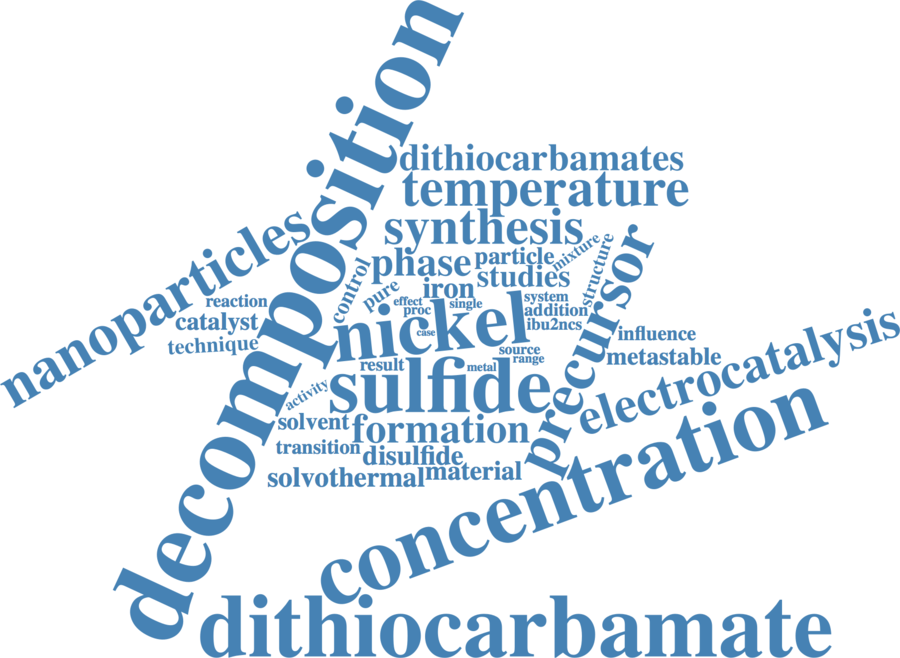 decomposition
dithiocarbamates
temperature
synthesis
nanoparticles
phase
particle
mixture
structure
precursor
control
pure
iron
studies
reaction
effect
single
system
catalyst
proc
nickel
addition
case
ibu2ncs
influence
technique
source
range
metastable
electrocatalysis
result
metal
sulfide
activity
solvent
formation
transition
disulfide
solvothermal
material
concentration
dithiocarbamate